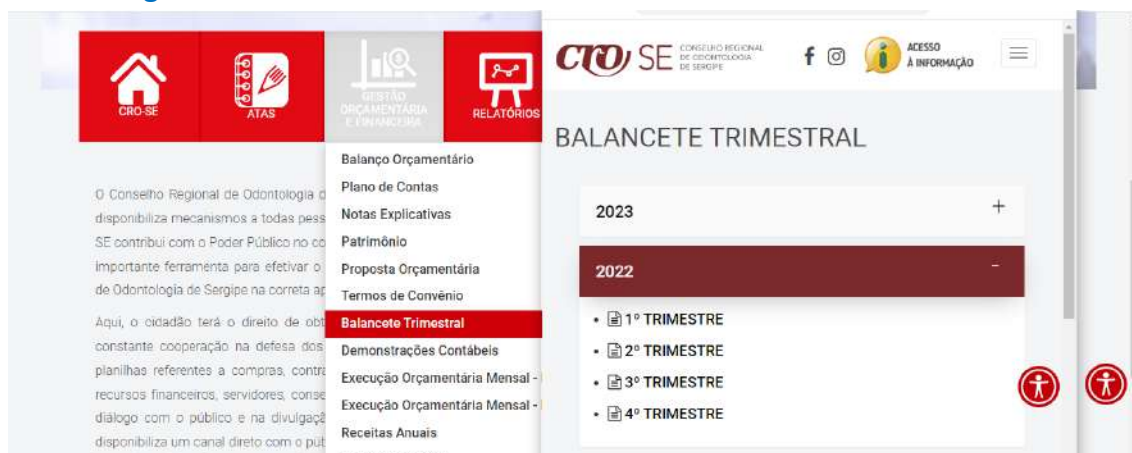 CRO-SE
ATAS
GESTÃO
ORÇAMENTÁRIA
E FINANCEIRA
RELATÓRIOS
Balanço Orçamentário
Plano de Contas
Notas Explicativas
Patrimônio
Proposta Orçamentária
Termos de Convênio
Balancete Trimestral
Demonstrações Contábeis
Execução Orçamentária Mensal -
Execução Orçamentária Mensal -
Receitas Anuais
O Conselho Regional de Odontologia d
disponibiliza mecanismos a todas pess
SE contribui com o Poder Público no co
importante ferramenta para efetivar o
de Odontologia de Sergipe na correta ap
Aqui, o cidadão terá o direito de obt
constante cooperação na defesa dos
planilhas referentes a compras, contra
recursos financeiros, servidores, conse
diálogo com o público e na divulgaçã
disponibiliza um canal direto com o púb
CRO SE CONSELHO REGIONAL
DE ODONTOLOGIA
DE SERGIPE
f
i
ACESSO
À INFORMAÇÃO
BALANCETE TRIMESTRAL
2023 +
2022 -
• 1º TRIMESTRE
• 2º TRIMESTRE
• 3º TRIMESTRE
• 4º TRIMESTRE